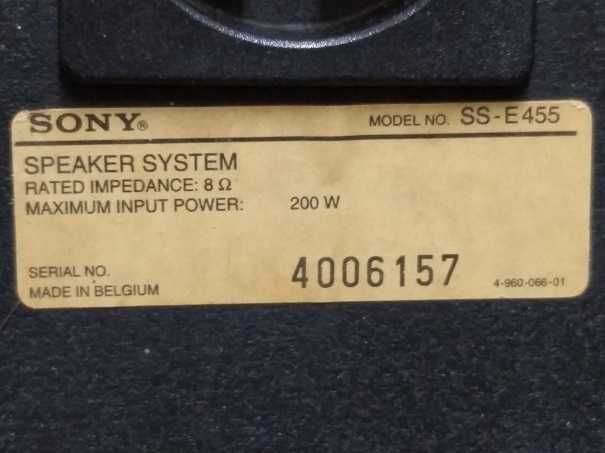 SONY® MODEL NO. SS-E455
SPEAKER SYSTEM
RATED IMPEDANCE: 8 Ω
MAXIMUM INPUT POWER: 200 W
SERIAL NO. 4006157
MADE IN BELGIUM 4-960-066-01